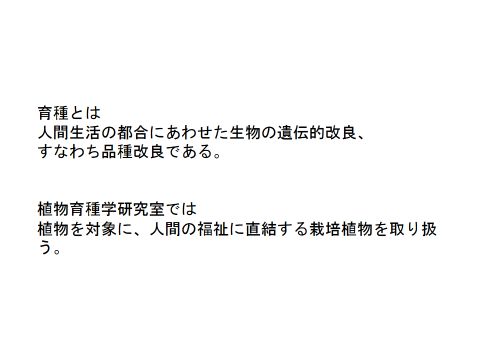 育種とは
人間生活の都合にあわせた生物の遺伝的改良、
すなわち品種改良である。
植物育種学研究室では
植物を対象に、人間の福祉に直結する栽培植物を取り扱
う。